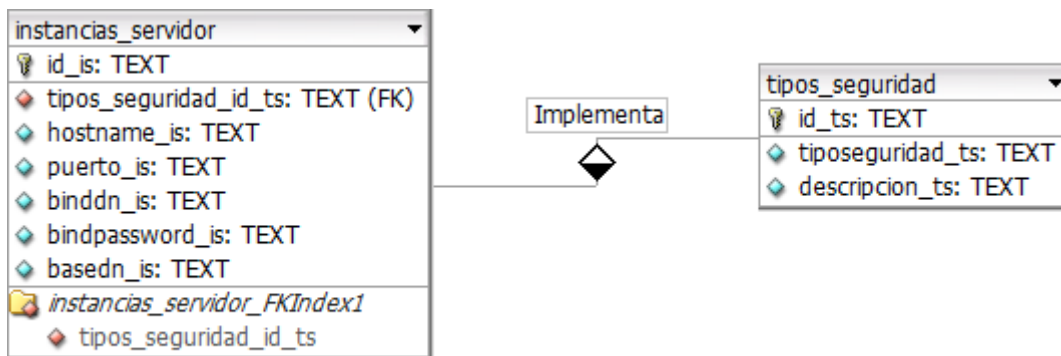 instancias_servidor
id_is: TEXT
tipos_seguridad_id_ts: TEXT (FK)
hostname_is: TEXT
puerto_is: TEXT
binddn_is: TEXT
bindpassword_is: TEXT
basedn_is: TEXT
instancias_servidor_FKIndex1
tipos_seguridad_id_ts
Implementa
tipos_seguridad
id_ts: TEXT
tiposeguridad_ts: TEXT
descripcion_ts: TEXT